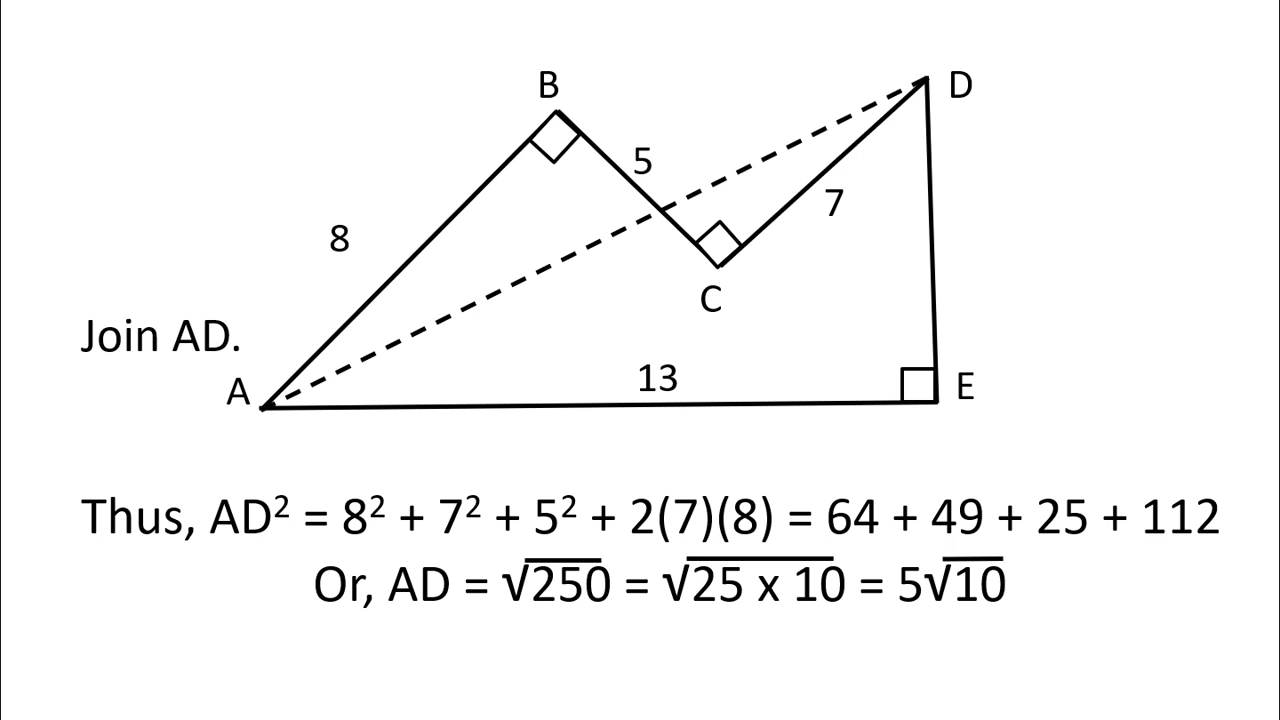 B
D
5
7
8
C
Join AD.
A
13
E
Thus, AD² = 8² + 7² + 5² + 2(7)(8) = 64 + 49 + 25 + 112
Or, AD = √250 = √25 x 10 = 5√10